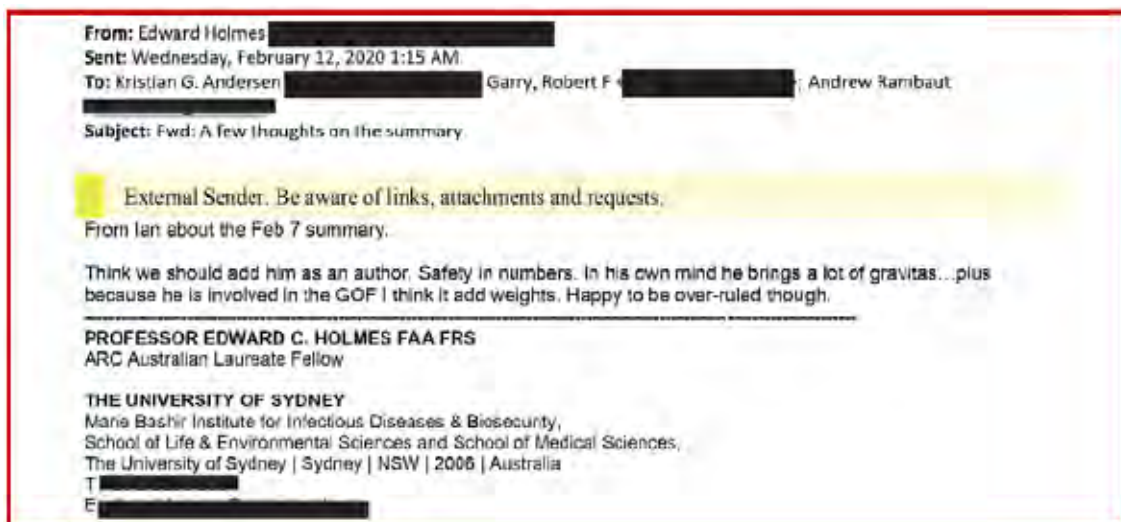 From: Edward Holmes
Sent: Wednesday, February 12, 2020 1:15 AM
To: Kristian G. Andersen Garry, Robert F ; Andrew Rambaut
Subject: Fwd: A few thoughts on the summary
External Sender. Be aware of links, attachments and requests.
From Ian about the Feb 7 summary.
Think we should add him as an author. Safety in numbers. In his own mind he brings a lot of gravitas...plus
because he is involved in the GOF I think it add weights. Happy to be over-ruled though.
PROFESSOR EDWARD C. HOLMES FAA FRS
ARC Australian Laureate Fellow
THE UNIVERSITY OF SYDNEY
Marie Bashir Institute for Infectious Diseases & Biosecurity,
School of Life & Environmental Sciences and School of Medical Sciences,
The University of Sydney | Sydney | NSW | 2006 | Australia
T
E